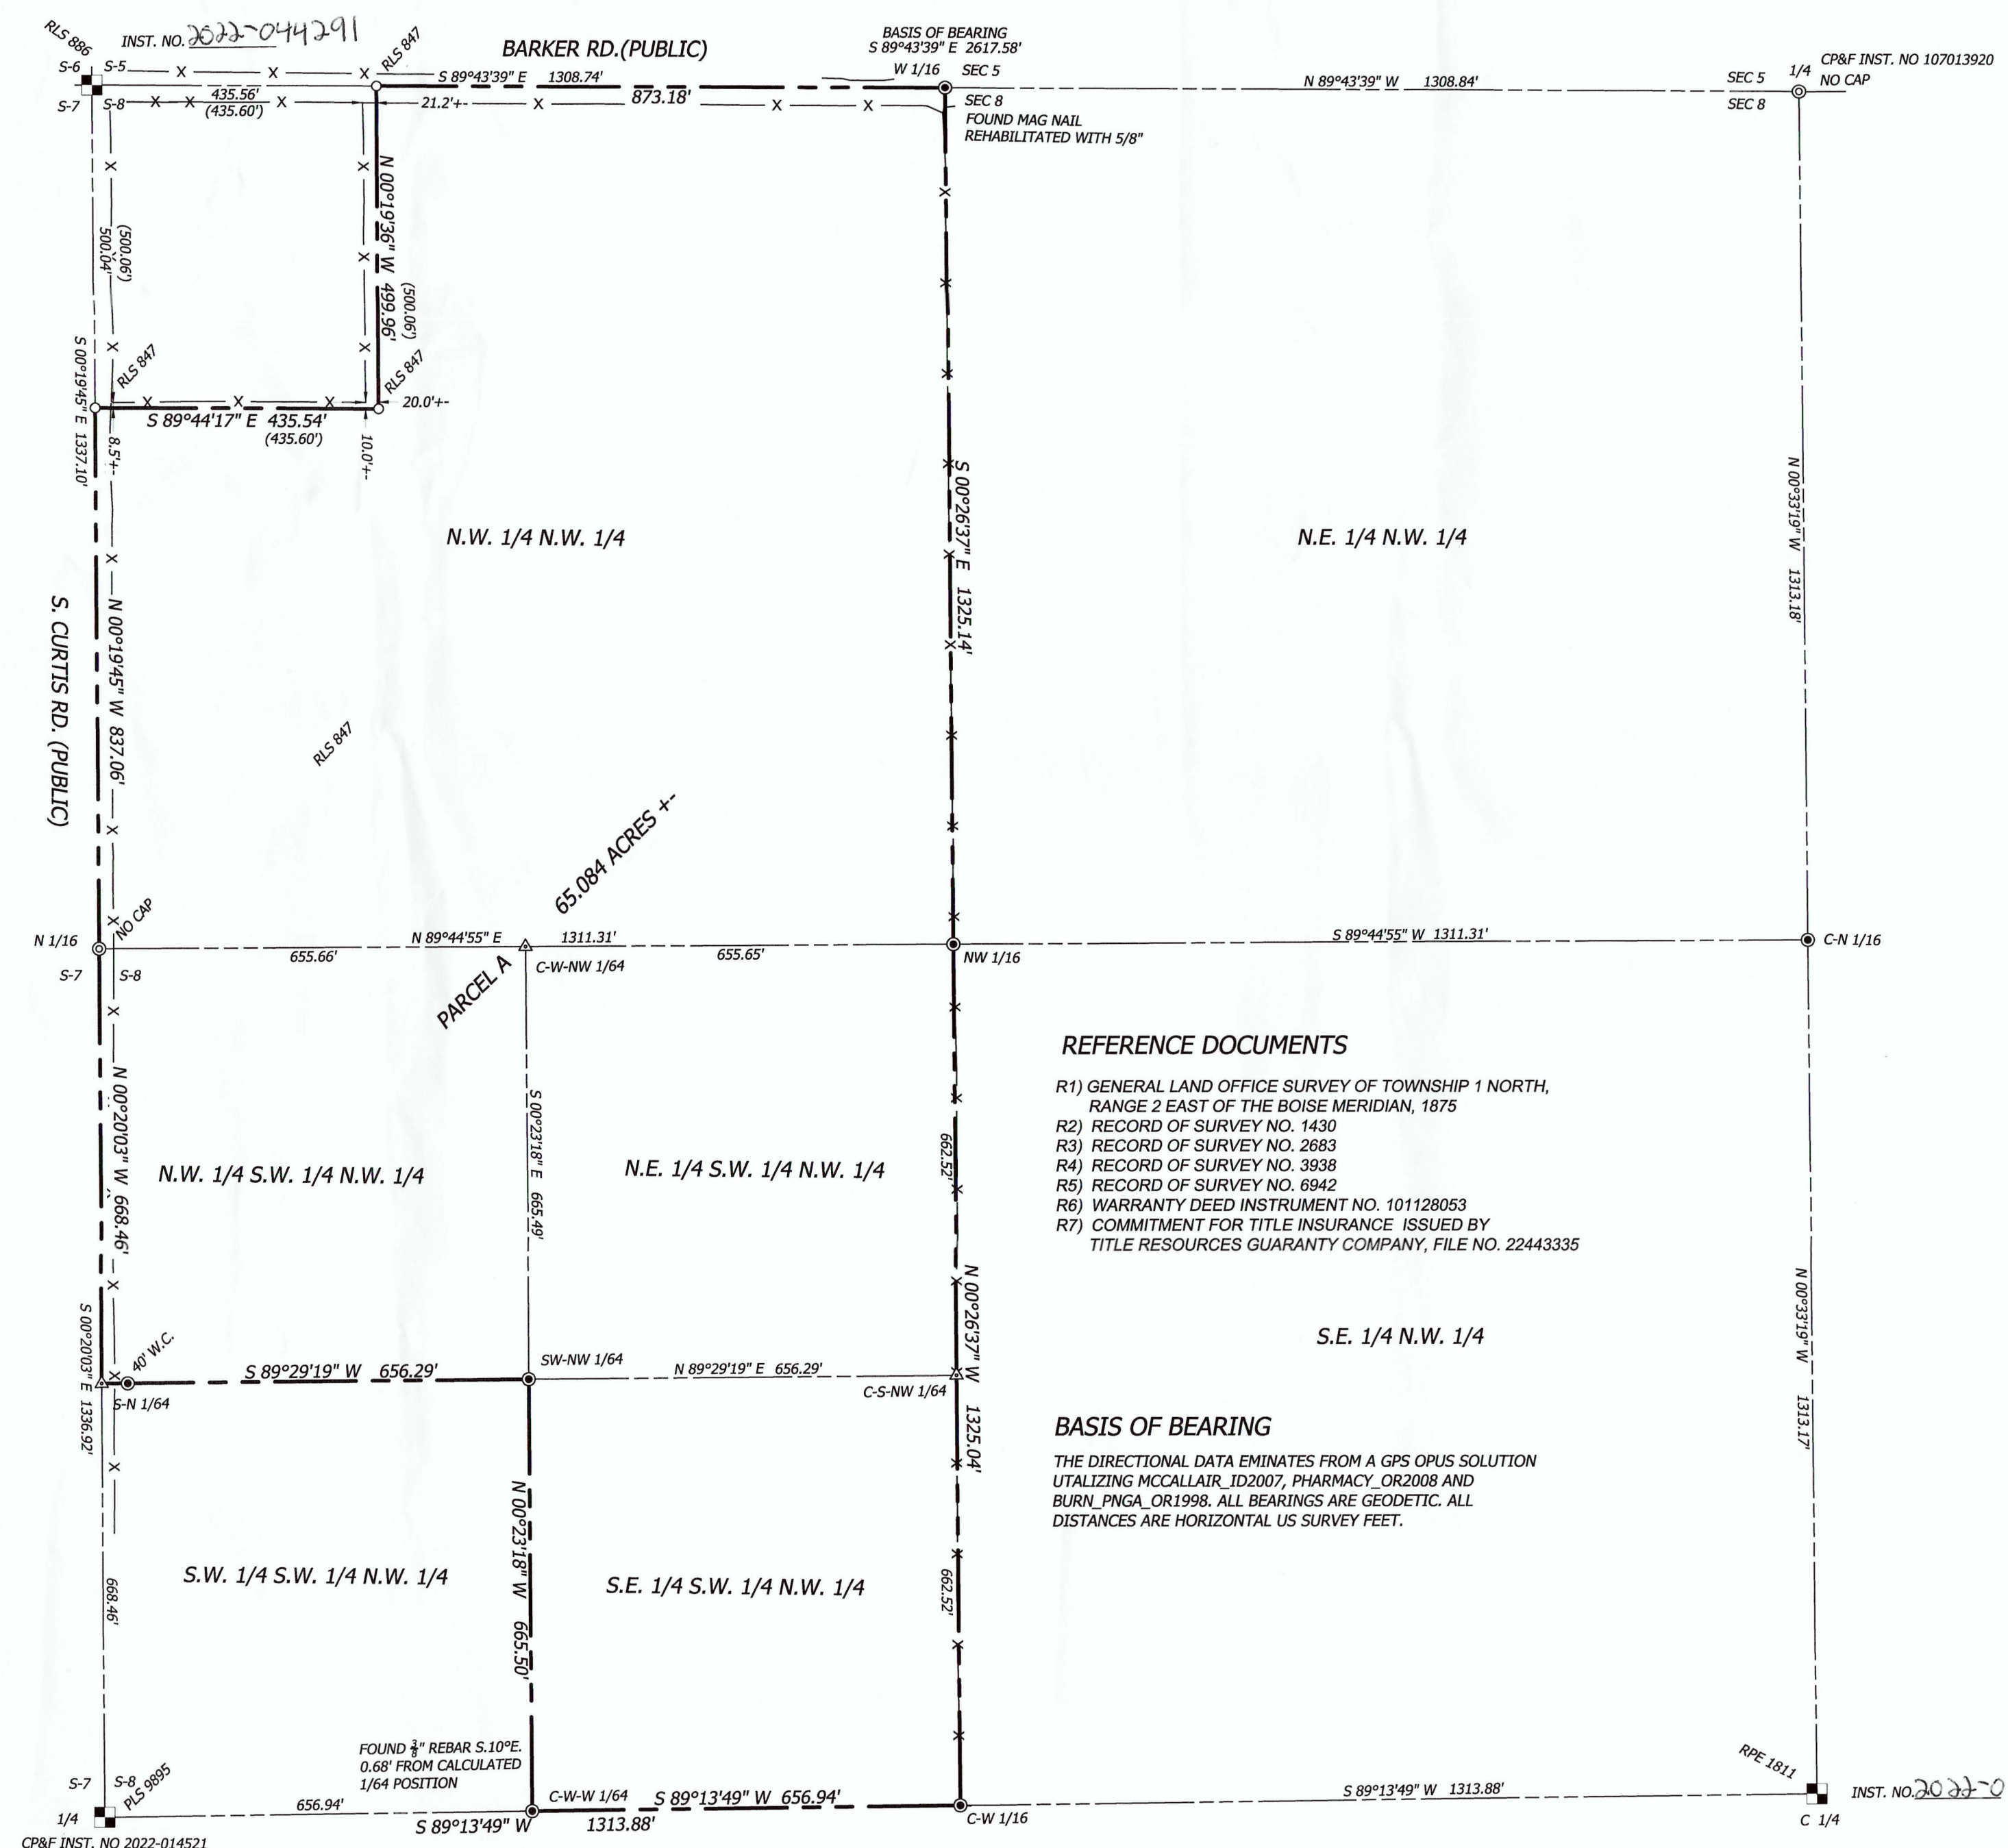 RLS 886
INST. NO. 2022-044291
RLS 847
BARKER RD.(PUBLIC)
BASIS OF BEARING
S 89°43'39" E 2617.58'
CP&F INST. NO 107013920
1/4
NO CAP
S-6
S-5
S 89°43'39" E 1308.74'
W 1/16
SEC 5
N 89°43'39" W 1308.84'
SEC 5
S-7
S-8
435.56'
(435.60')
21.2'+-
873.18'
SEC 8
SEC 8
FOUND MAG NAIL
REHABILITATED WITH 5/8"
N 00°19'36" W 499.96'
(500.06')
(500.06')
500.04'
RLS 847
RLS 847
20.0'+-
S 89°44'17" E 435.54'
(435.60')
S 00°19'45" E 1337.10'
8.5'+-
10.0'+-
S 00°26'37" E 1325.14'
N 00°33'19" W 1313.18'
N.W. 1/4 N.W. 1/4
N.E. 1/4 N.W. 1/4
S. CURTIS RD. (PUBLIC)
N 00°19'45" W 837.06'
RLS 847
65.084 ACRES +-
PARCEL A
NO CAP
N 1/16
N 89°44'55" E 1311.31'
S 89°44'55" W 1311.31'
C-N 1/16
655.66'
655.65'
S-7
S-8
C-W-NW 1/64
NW 1/16
REFERENCE DOCUMENTS
R1) GENERAL LAND OFFICE SURVEY OF TOWNSHIP 1 NORTH,
RANGE 2 EAST OF THE BOISE MERIDIAN, 1875
R2) RECORD OF SURVEY NO. 1430
R3) RECORD OF SURVEY NO. 2683
R4) RECORD OF SURVEY NO. 3938
R5) RECORD OF SURVEY NO. 6942
R6) WARRANTY DEED INSTRUMENT NO. 101128053
R7) COMMITMENT FOR TITLE INSURANCE ISSUED BY
TITLE RESOURCES GUARANTY COMPANY, FILE NO. 22443335
N 00°20'03" W 668.46'
S 00°23'18" E 665.49'
662.52'
N.W. 1/4 S.W. 1/4 N.W. 1/4
N.E. 1/4 S.W. 1/4 N.W. 1/4
N 00°26'37" W 1325.04'
N 00°33'19" W 1313.17'
S.E. 1/4 N.W. 1/4
S 00°20'03" E 1336.92'
40' W.C.
S 89°29'19" W 656.29'
SW-NW 1/64
N 89°29'19" E 656.29'
C-S-NW 1/64
S-N 1/64
BASIS OF BEARING
THE DIRECTIONAL DATA EMINATES FROM A GPS OPUS SOLUTION
UTALIZING MCCALLAIR_ID2007, PHARMACY_OR2008 AND
BURN_PNGA_OR1998. ALL BEARINGS ARE GEODETIC. ALL
DISTANCES ARE HORIZONTAL US SURVEY FEET.
N 00°23'18" W 665.50'
668.46'
662.52'
S.W. 1/4 S.W. 1/4 N.W. 1/4
S.E. 1/4 S.W. 1/4 N.W. 1/4
FOUND 3/8" REBAR S.10°E.
0.68' FROM CALCULATED
1/64 POSITION
S-7
S-8
PLS 9895
RPE 1811
656.94'
C-W-W 1/64
S 89°13'49" W 656.94'
S 89°13'49" W 1313.88'
INST. NO. 2022-0
1/4
S 89°13'49" W 1313.88'
C-W 1/16
C 1/4
CP&F INST. NO 2022-014521